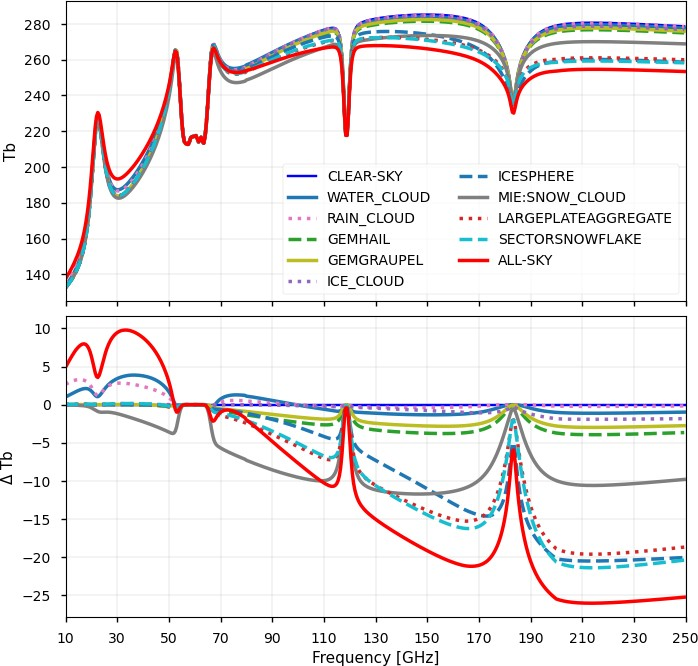 280
260
240
220
200
180
160
140
Tb
CLEAR-SKY
WATER_CLOUD
RAIN_CLOUD
GEMHAIL
GEMGRAUPEL
ICE_CLOUD
ICESPHERE
MIE:SNOW_CLOUD
LARGEPLATEAGGREGATE
SECTORSNOWFLAKE
ALL-SKY
10
5
0
−5
−10
−15
−20
−25
Δ Tb
10 30 50 70 90 110 130 150 170 190 210 230 250
Frequency [GHz]